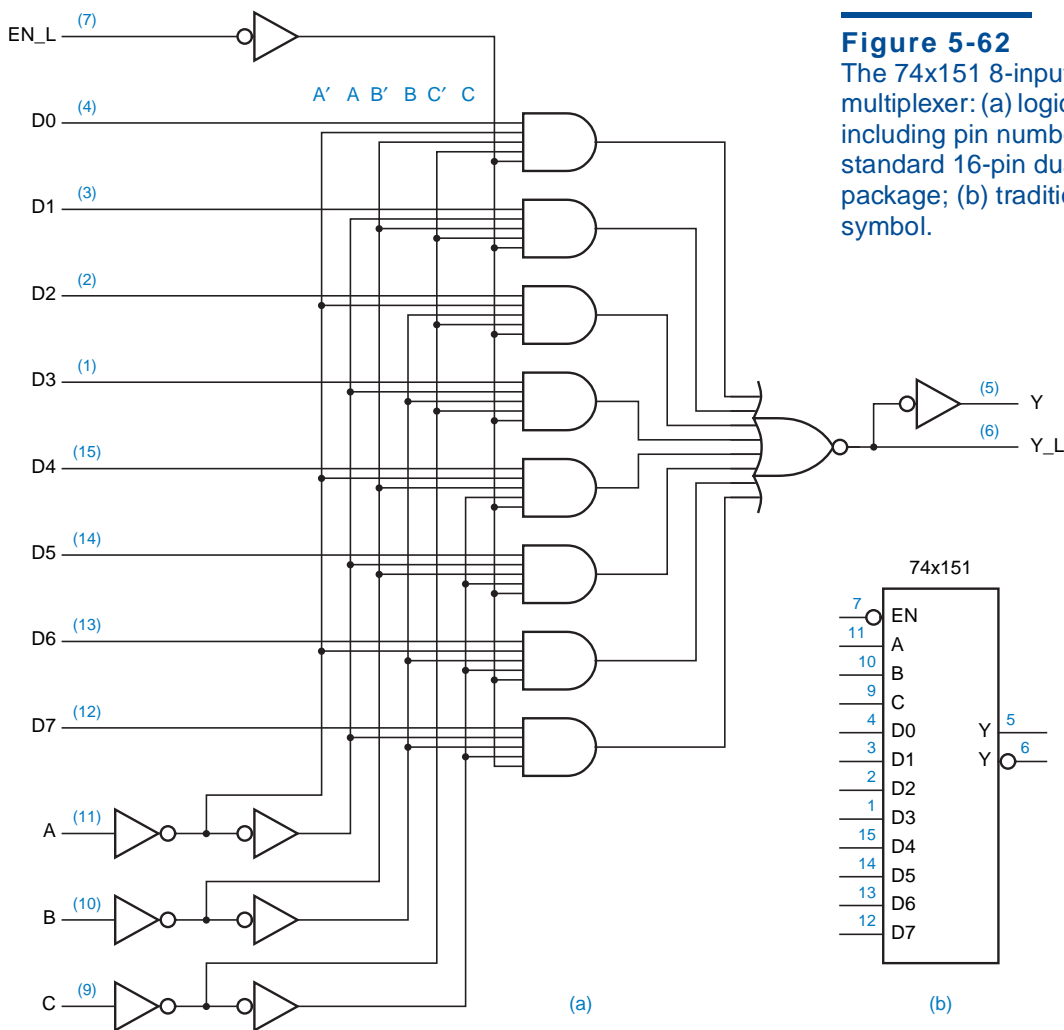 EN_L (7)
Figure 5-62
The 74x151 8-inpu
multiplexer: (a) logic
including pin numb
standard 16-pin du
package; (b) traditio
symbol.
A′ A B′ B C′ C
D0 (4)
D1 (3)
D2 (2)
D3 (1)
(5) Y
(6) Y_L
D4 (15)
D5 (14)
D6 (13)
D7 (12)
A (11)
B (10)
C (9)
(a)
74x151
7 EN
11 A
10 B
9 C
4 D0 Y 5
3 D1 Y 6
2 D2
1 D3
15 D4
14 D5
13 D6
12 D7
(b)